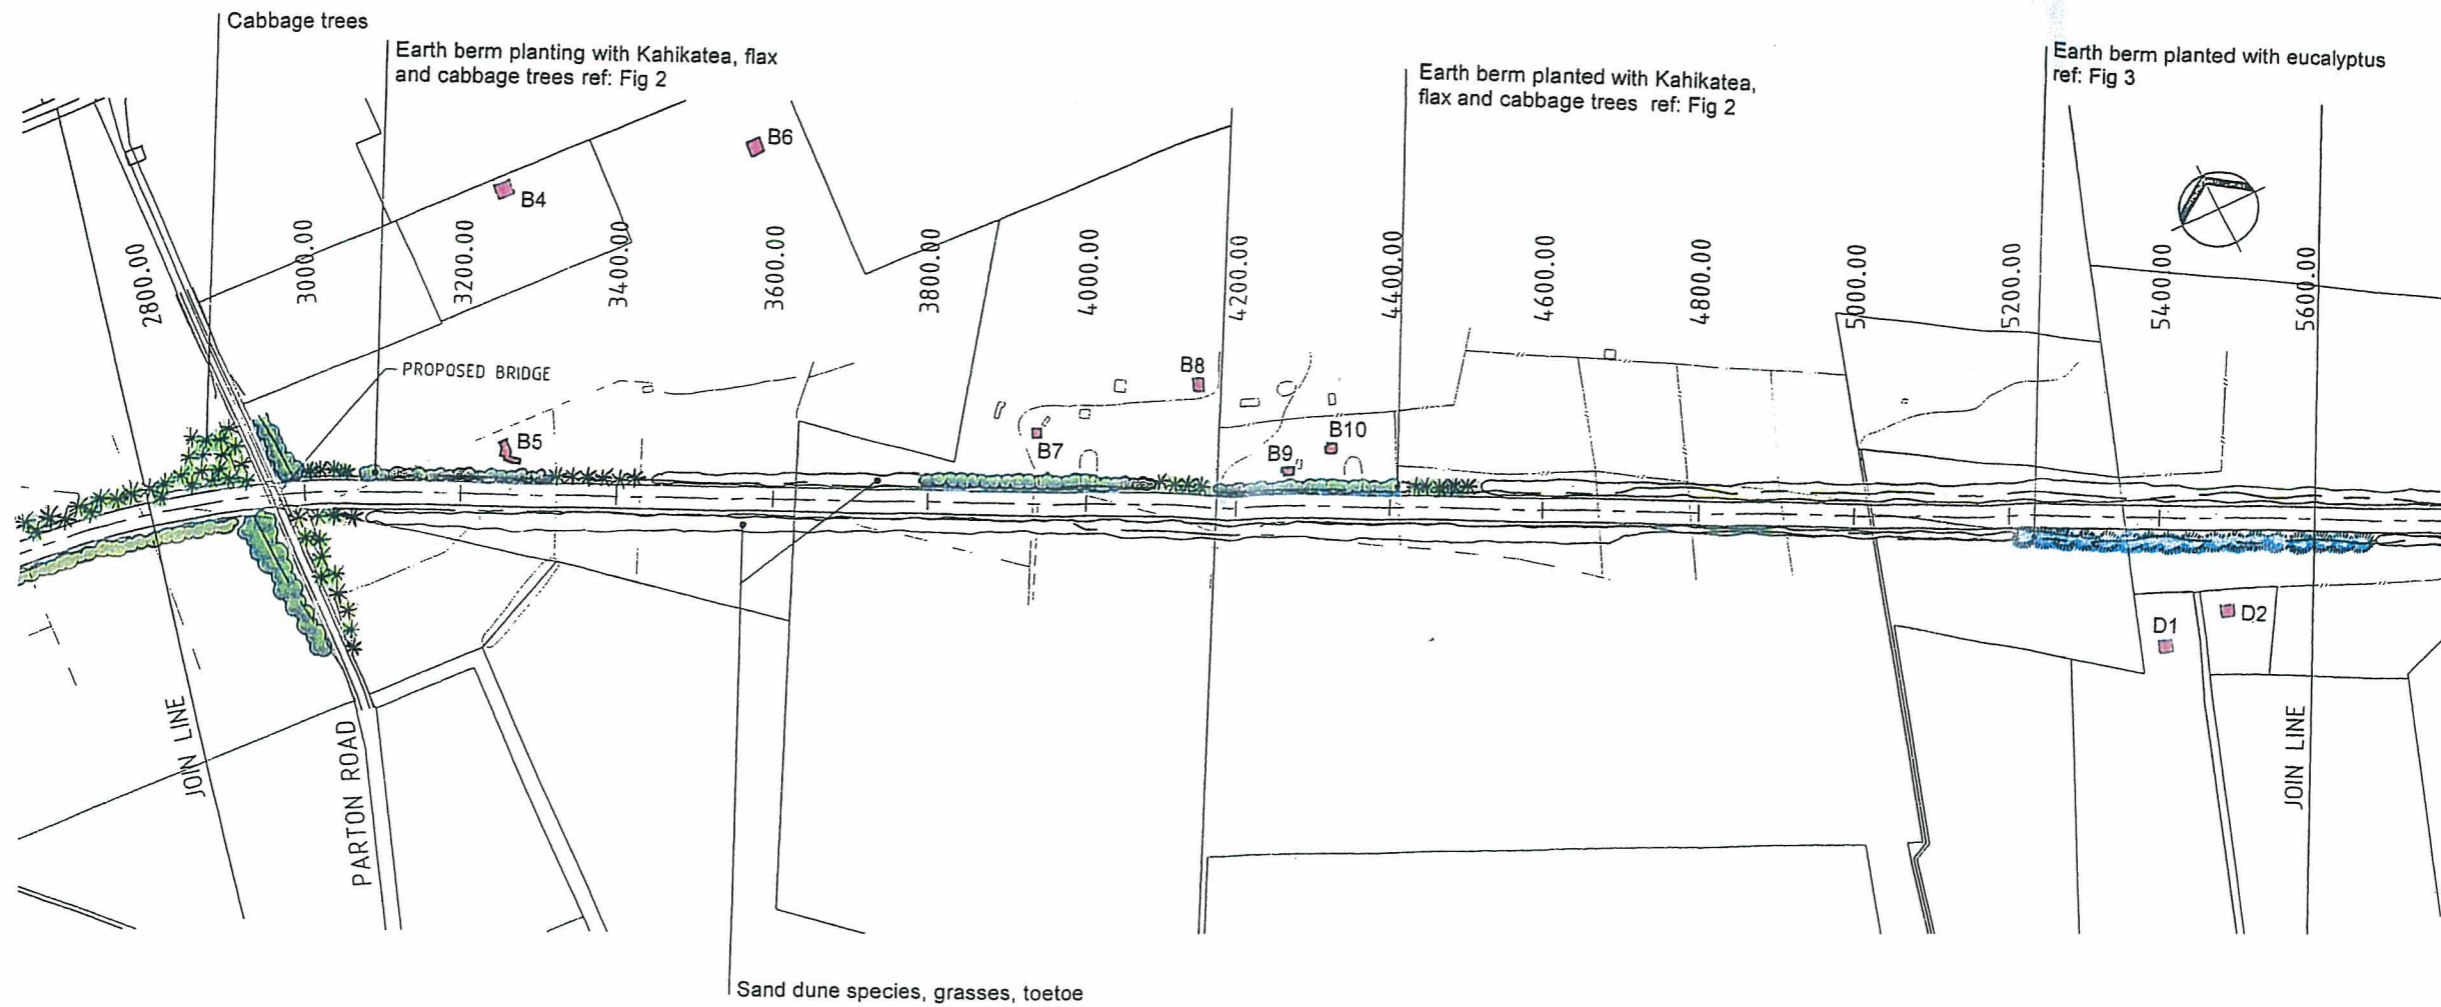 Cabbage trees
Earth berm planting with Kahikatea, flax
and cabbage trees ref: Fig 2
Earth berm planted with Kahikatea,
flax and cabbage trees ref: Fig 2
Earth berm planted with eucalyptus
ref: Fig 3
B6
B4
2800.00
3000.00
3200.00
3400.00
3600.00
3800.00
4000.00
4200.00
4400.00
4600.00
4800.00
5000.00
5200.00
5400.00
5600.00
PROPOSED BRIDGE
B8
B5
B7
B9
B10
D1
D2
JOIN LINE
PARTON ROAD
JOIN LINE
Sand dune species, grasses, toetoe